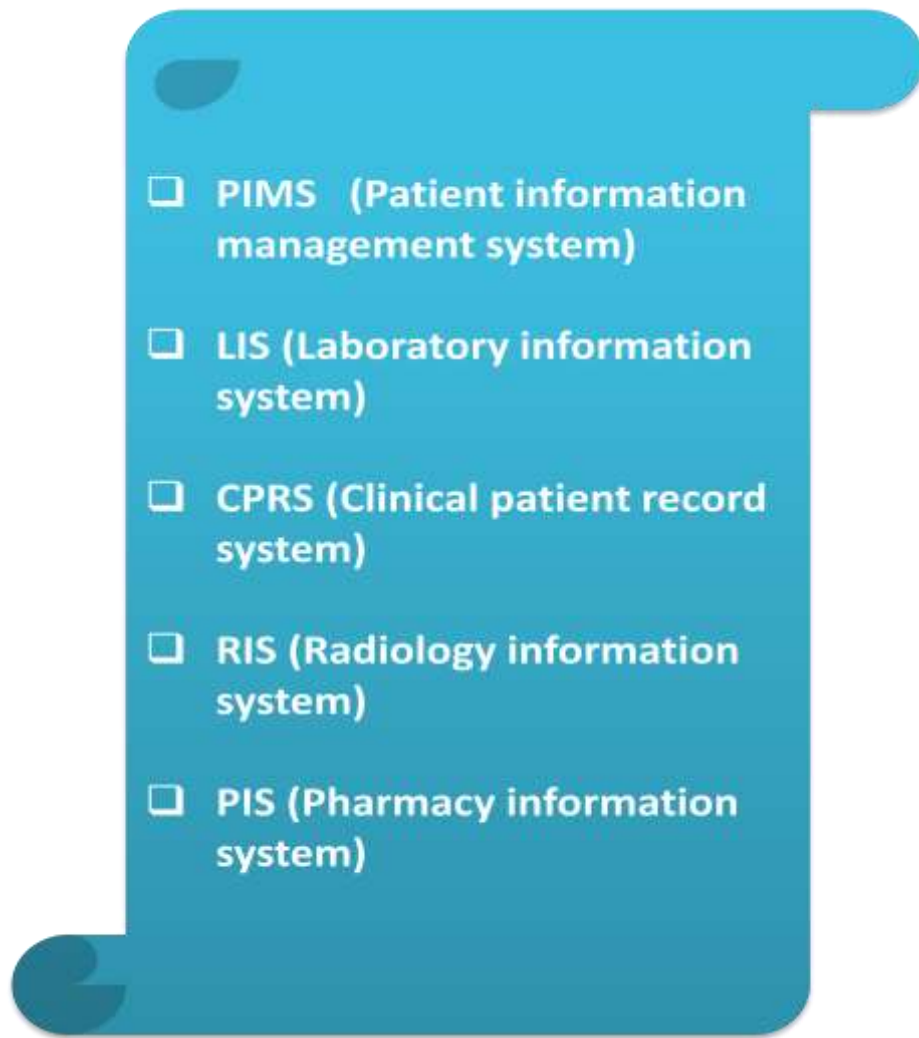 PIMS (Patient information
management system)
LIS (Laboratory information
system)
CPRS (Clinical patient record
system)
RIS (Radiology information
system)
PIS (Pharmacy information
system)